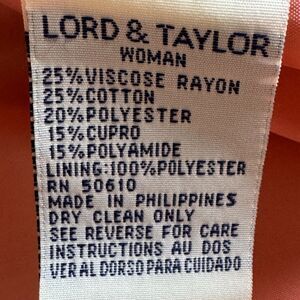 LORD & TAYLOR
WOMAN
25%VISCOSE RAYON
25%COTTON
20%POLYESTER
15%CUPRO
15%POLYAMIDE
LINING:100%POLYESTER
RN 50610
MADE IN PHILIPPINES
DRY CLEAN ONLY
SEE REVERSE FOR CARE
INSTRUCTIONS AU DOS
VER AL DORSO PARA CUIDADO